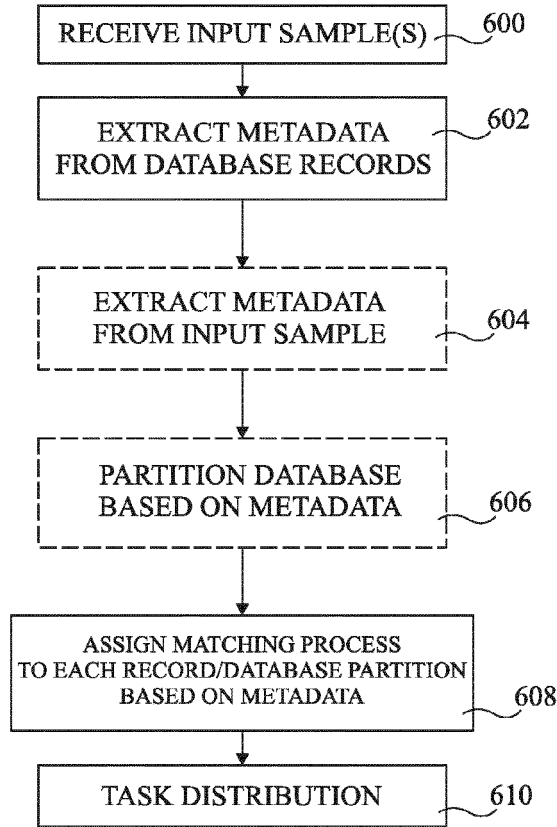 RECEIVE INPUT SAMPLE(S)
600
EXTRACT METADATA
FROM DATABASE RECORDS
602
EXTRACT METADATA
FROM INPUT SAMPLE
604
PARTITION DATABASE
BASED ON METADATA
606
ASSIGN MATCHING PROCESS
TO EACH RECORD/DATABASE PARTITION
BASED ON METADATA
608
TASK DISTRIBUTION
610